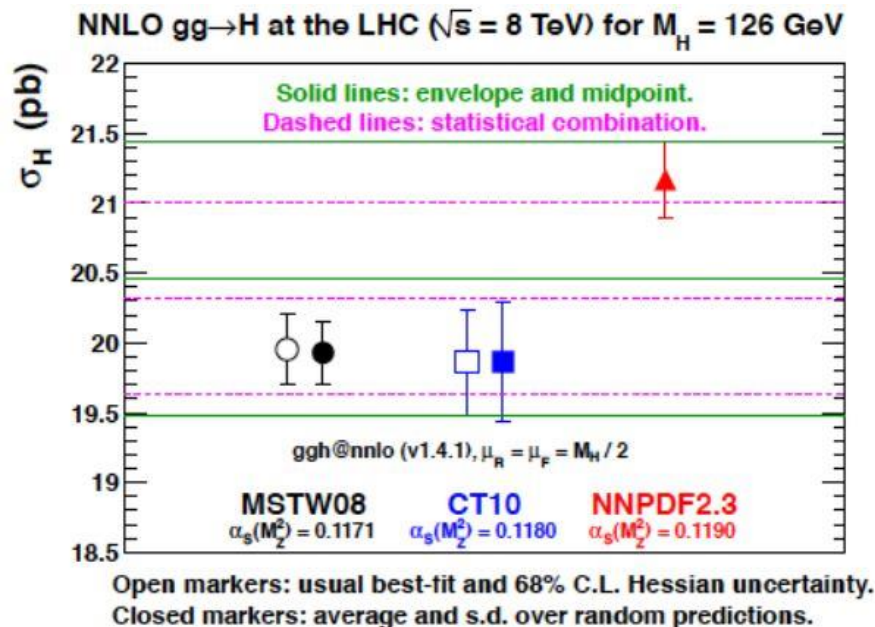 NNLO gg→H at the LHC (√s = 8 TeV) for M_H = 126 GeV
σ_H (pb)
22
Solid lines: envelope and midpoint.
Dashed lines: statistical combination.
21.5
21
20.5
20
19.5
ggh@nnlo (v1.4.1), μ_R = μ_F = M_H / 2
19
MSTW08 CT10 NNPDF2.3
α_S(M_Z^2) = 0.1171 α_S(M_Z^2) = 0.1180 α_S(M_Z^2) = 0.1190
18.5
Open markers: usual best-fit and 68% C.L. Hessian uncertainty.
Closed markers: average and s.d. over random predictions.